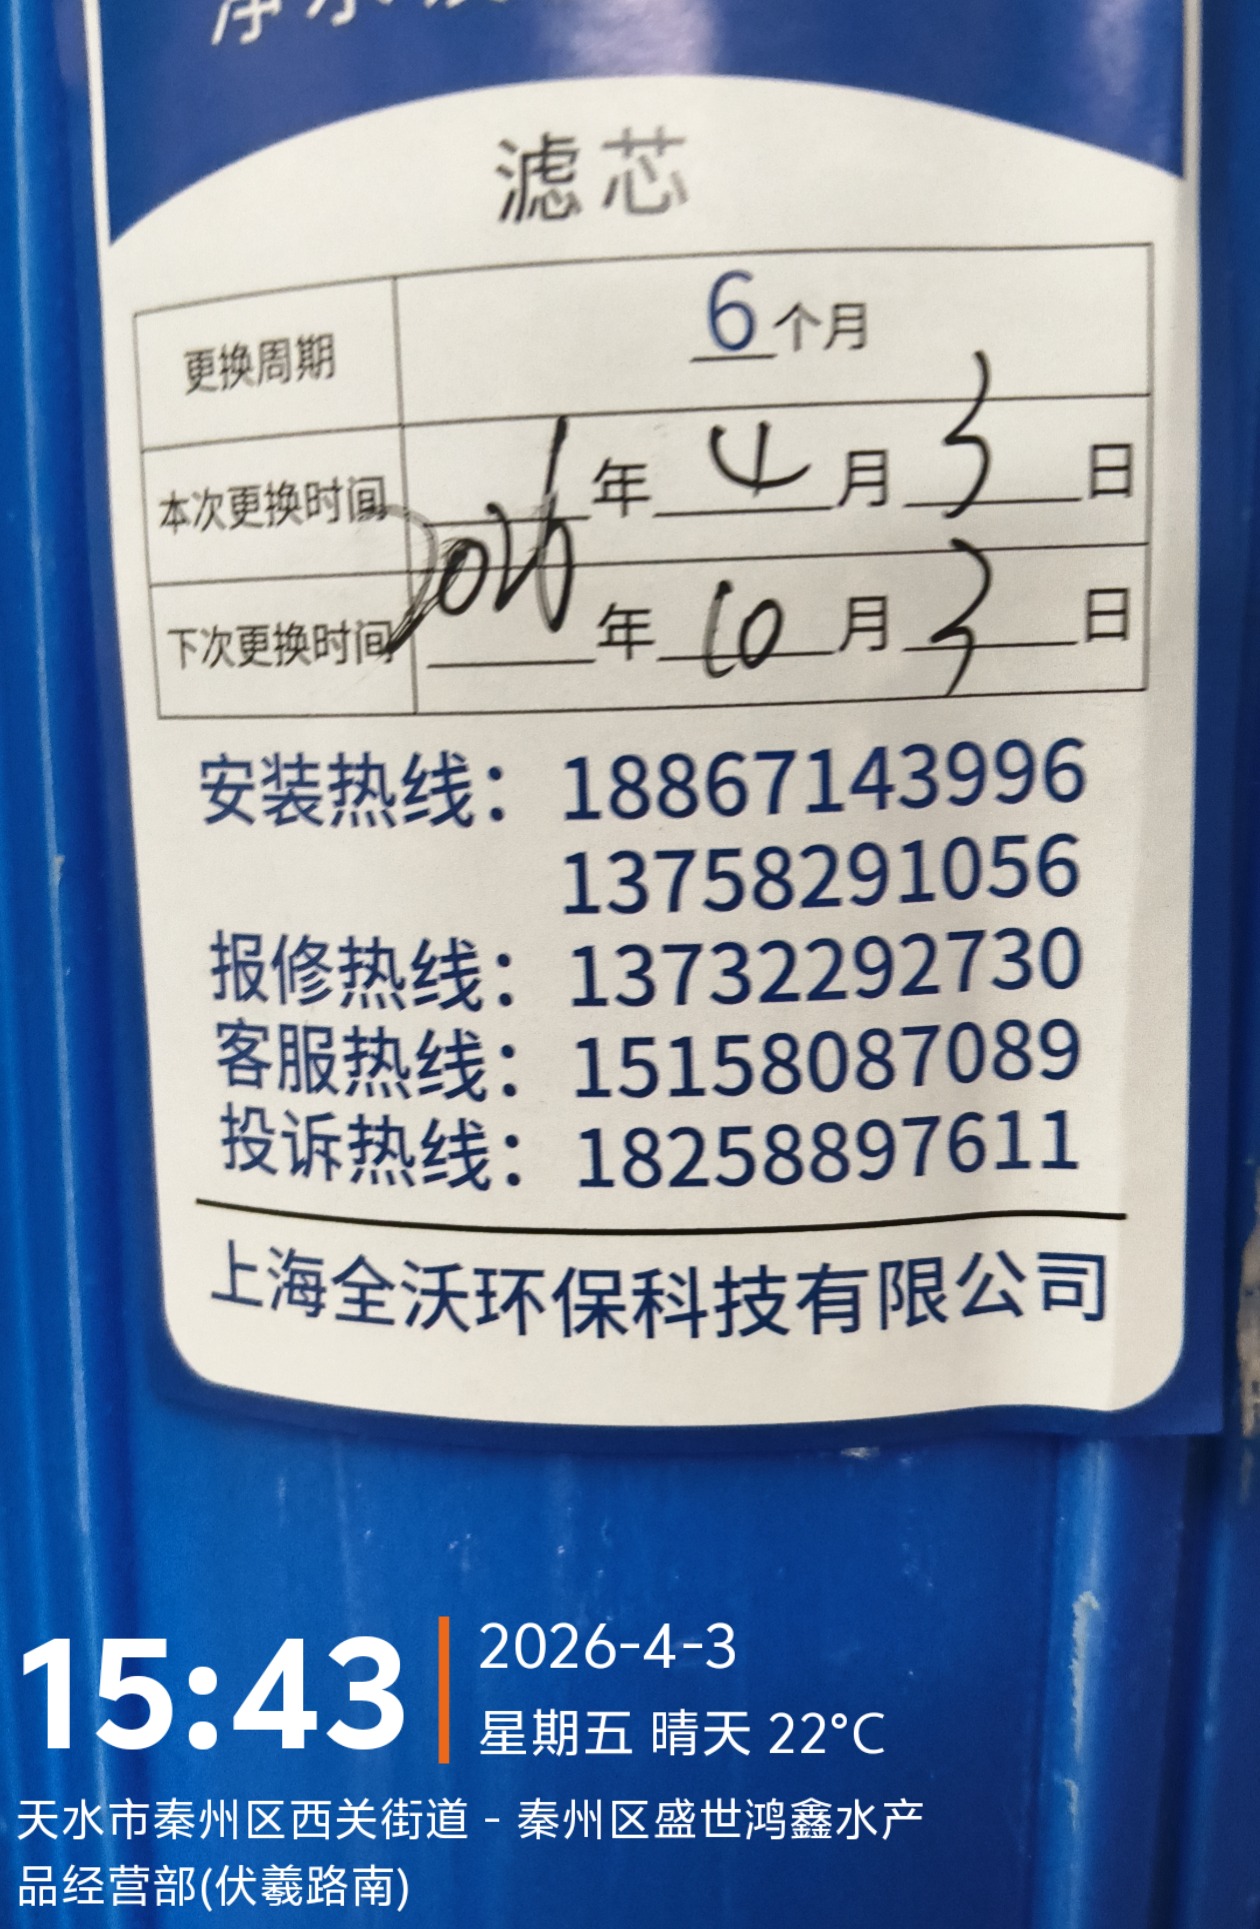 净水
滤芯
更换周期 6个月
本次更换时间 2026年4月3日
下次更换时间 年10月3日
安装热线：18867143996
13758291056
报修热线：13732292730
客服热线：15158087089
投诉热线：18258897611
上海全沃环保科技有限公司
15:43
2026-4-3
星期五 晴天 22°C
天水市秦州区西关街道 - 秦州区盛世鸿鑫水产
品经营部(伏羲路南)